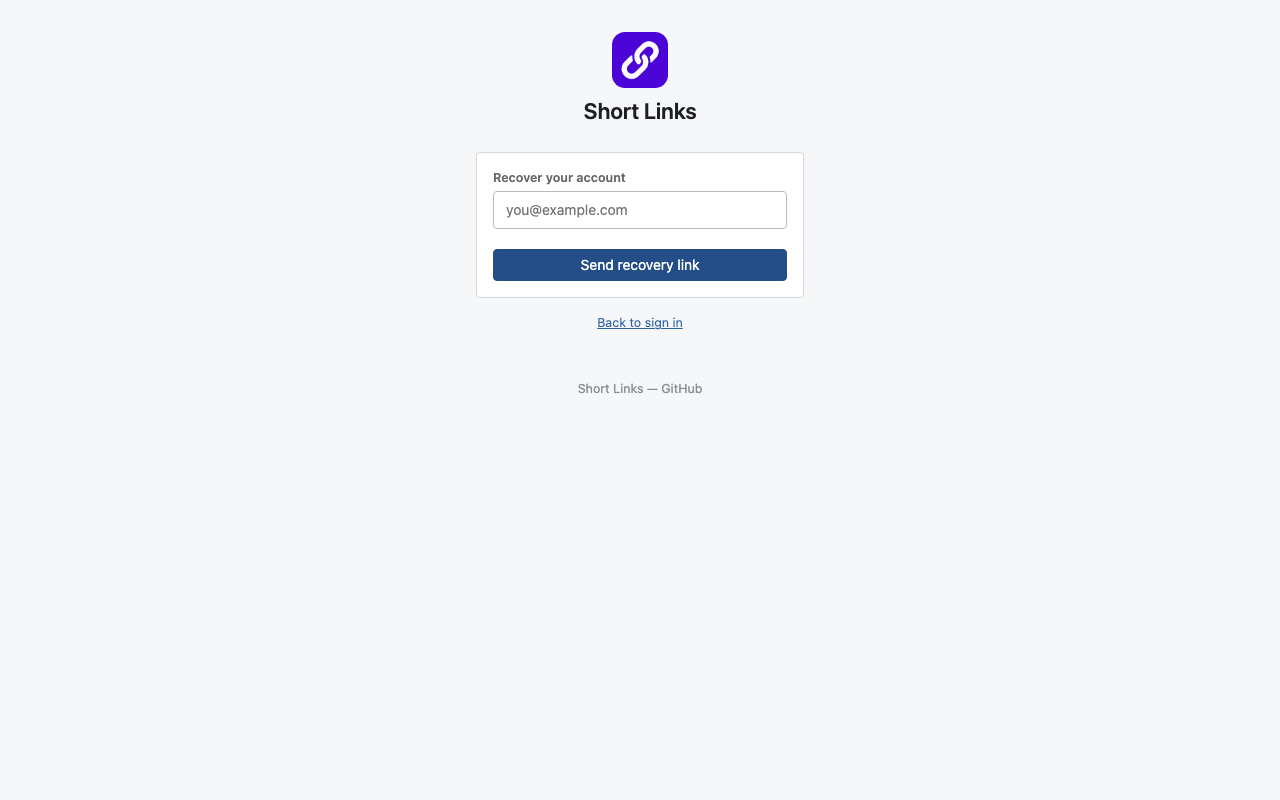 Short Links
Recover your account
you@example.com
Send recovery link
Back to sign in
Short Links — GitHub